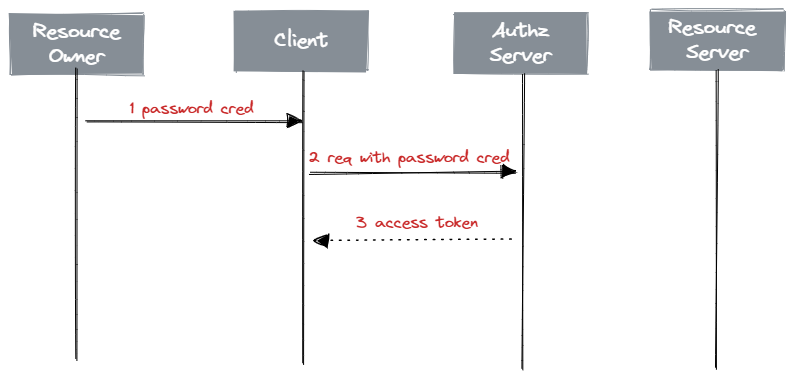 Resource
Owner
Client
Authz
Server
Resource
Server
1 password cred
2 req with password cred
3 access token